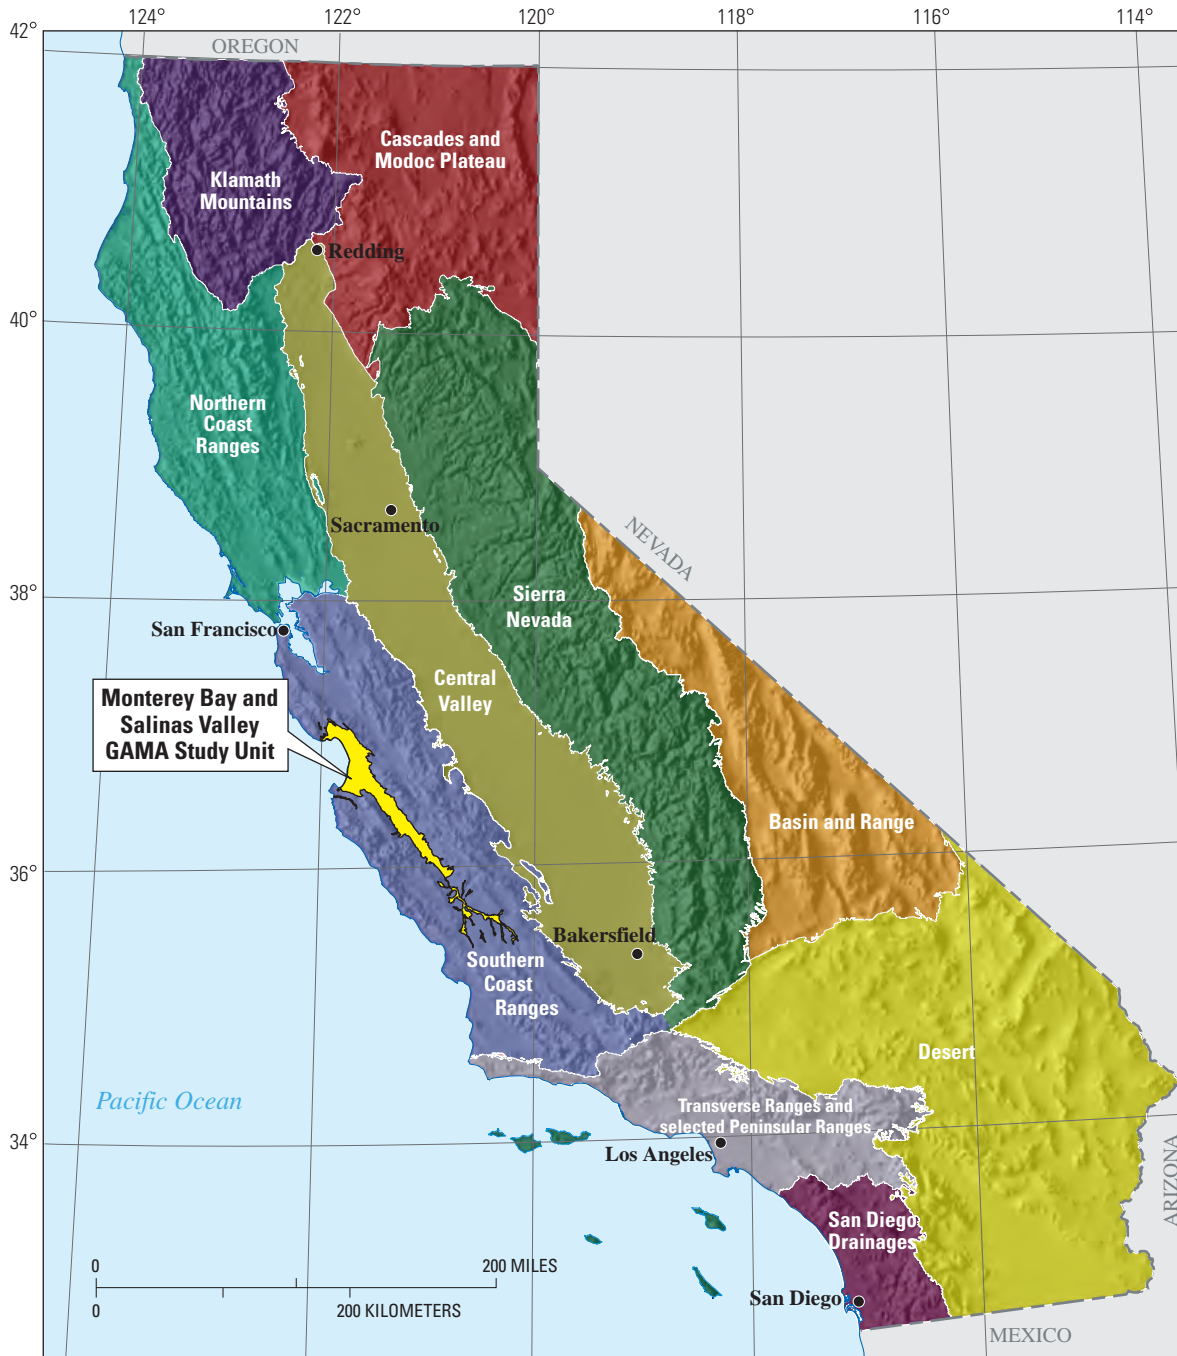 124°
122°
120°
118°
116°
114°
42°
OREGON
Cascades and
Modoc Plateau
Klamath
Mountains
Redding
40°
Northern
Coast
Ranges
Sacramento
NEVADA
38°
Sierra
Nevada
San Francisco
Central
Valley
Monterey Bay and
Salinas Valley
GAMA Study Unit
Basin and Range
36°
Bakersfield
Southern
Coast
Ranges
Desert
Pacific Ocean
Transverse Ranges and
selected Peninsular Ranges
34°
Los Angeles
ARIZONA
San Diego
Drainages
0
200 MILES
0
200 KILOMETERS
San Diego
MEXICO